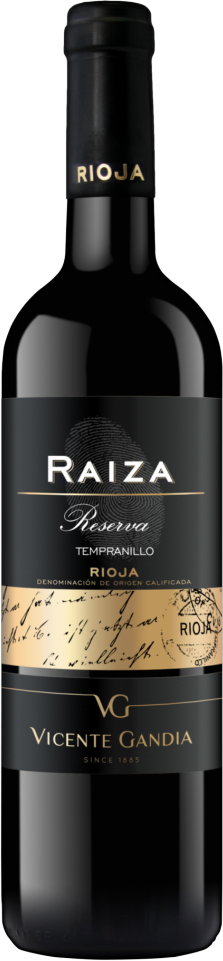 RIOJA
RAIZA
Reserva
TEMPRANILLO
RIOJA
DENOMINACIÓN DE ORIGEN CALIFICADA
RIOJA
VG
VICENTE GANDIA
SINCE 1885